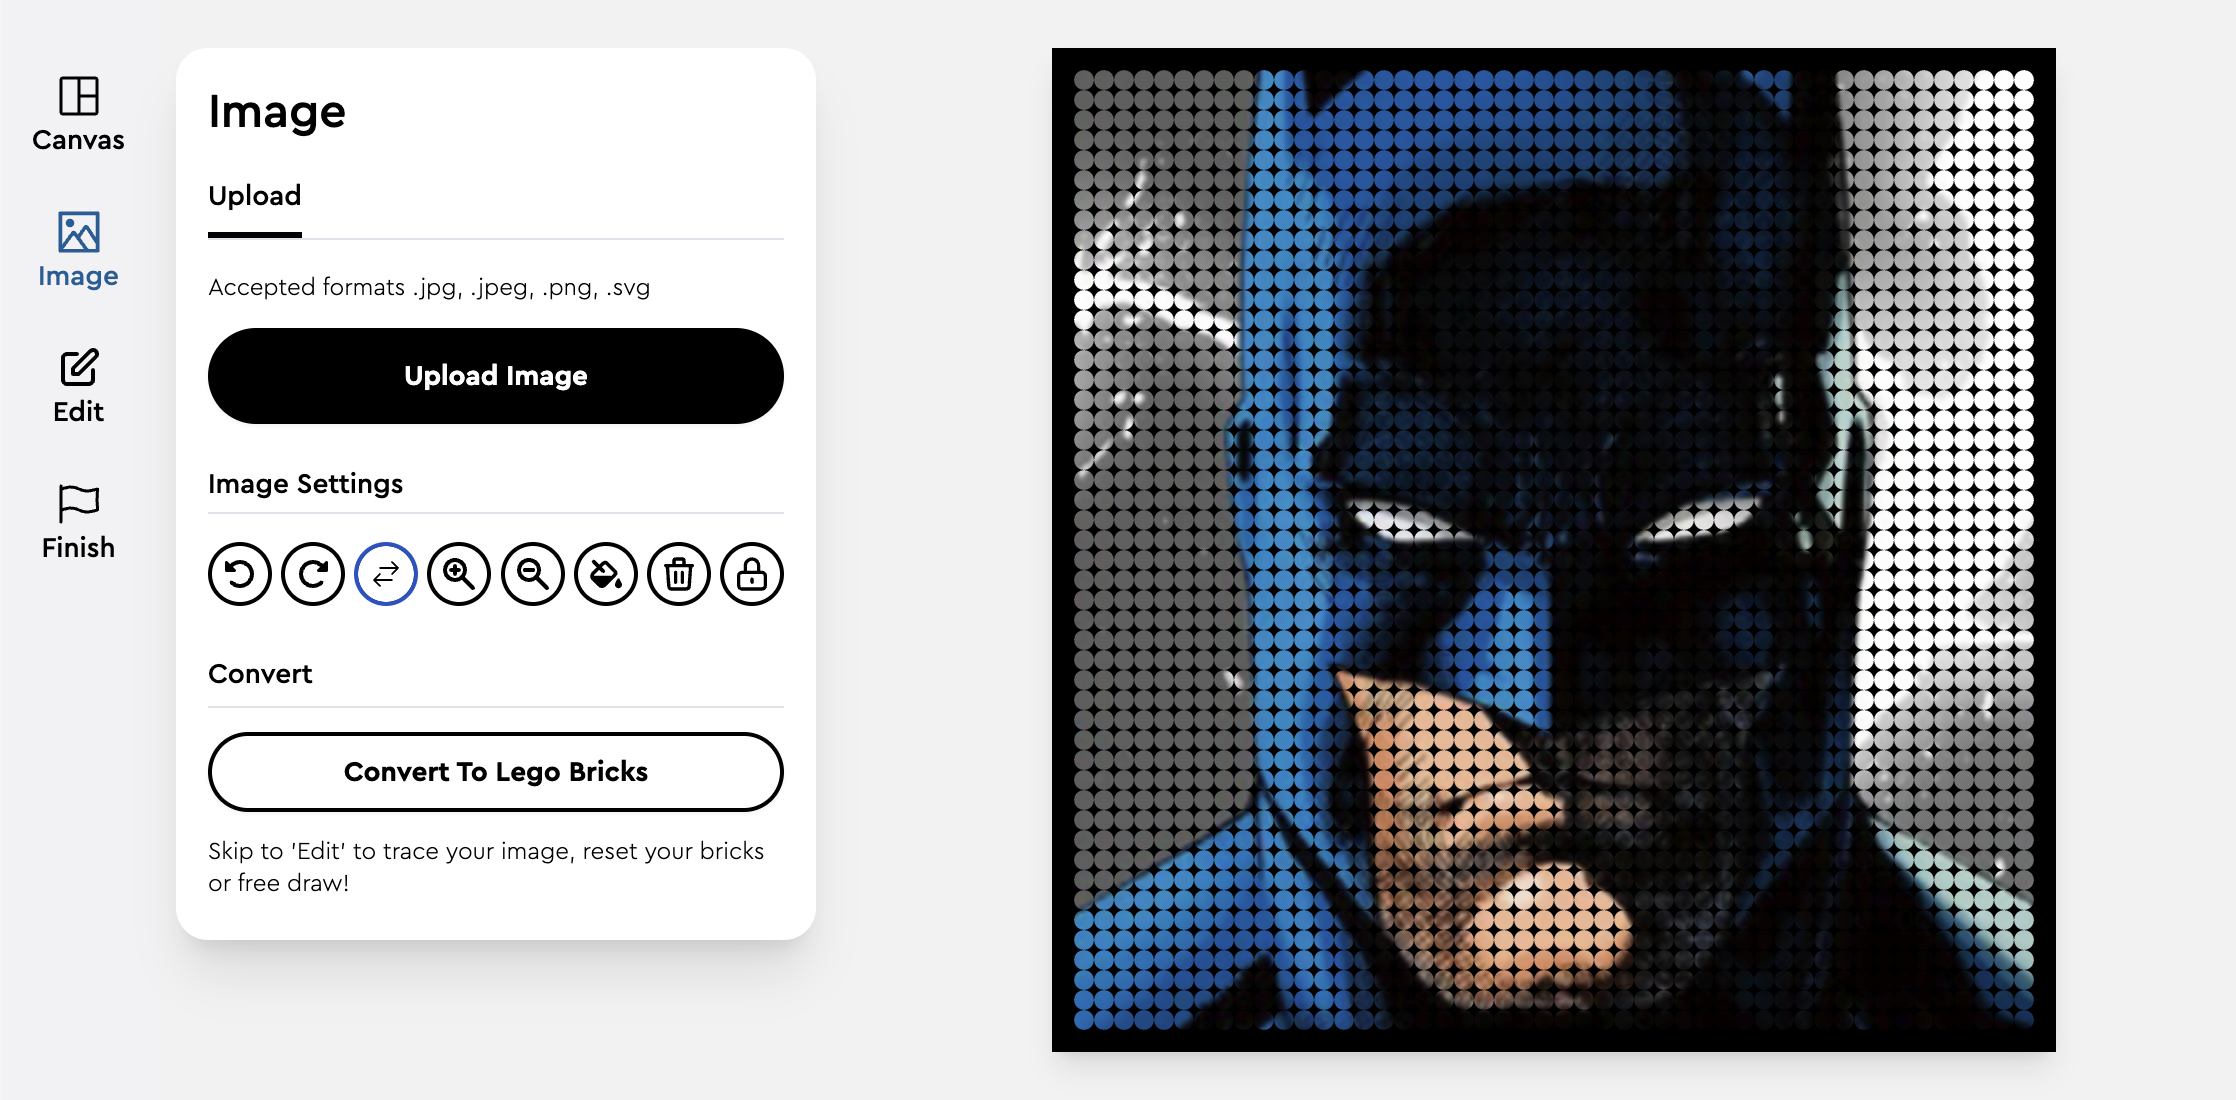 Canvas
Image
Edit
Finish
Image
Upload
Accepted formats .jpg, .jpeg, .png, .svg
Upload Image
Image Settings
Convert
Convert To Lego Bricks
Skip to 'Edit' to trace your image, reset your bricks
or free draw!